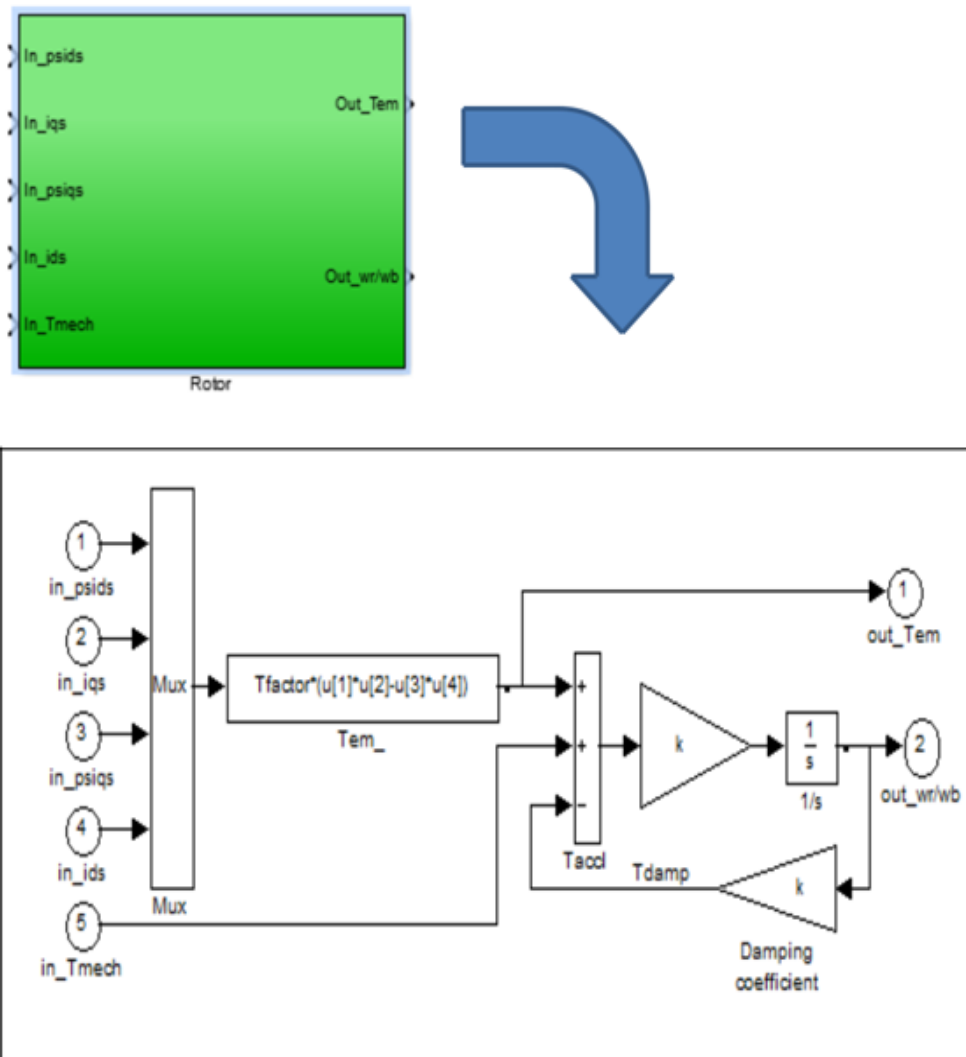 In_psids
Out_Tem
In_iqs
In_psiqs
In_ids
Out_wr/wb
In_Tmech
Rotor
1
in_psids
1
out_Tem
2
in_iqs
Mux
Tfactor*(u[1]*u[2]-u[3]*u[4])
Tem_
+
3
in_psiqs
+
k
1
s
1/s
2
out_wr/wb
4
in_ids
−
Taccl
Tdamp
k
Mux
5
in_Tmech
Damping
coefficient